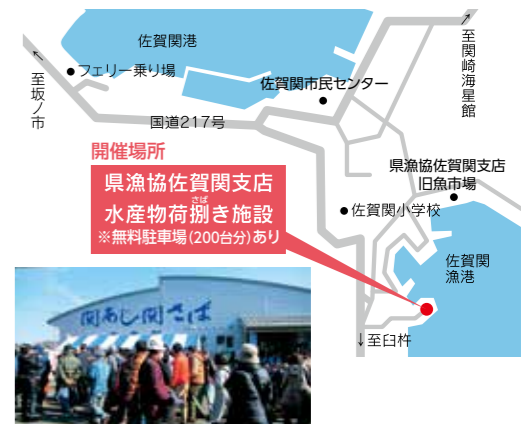 佐賀関港
↗
至関崎海星館
↖
至坂ノ市
フェリー乗り場
佐賀関市民センター
国道217号
開催場所
県漁協佐賀関支店
水産物荷捌き施設
さば
※無料駐車場(200台分)あり
県漁協佐賀関支店
旧魚市場
佐賀関小学校
佐賀関
漁港
↓至臼杵
関あじ関さば